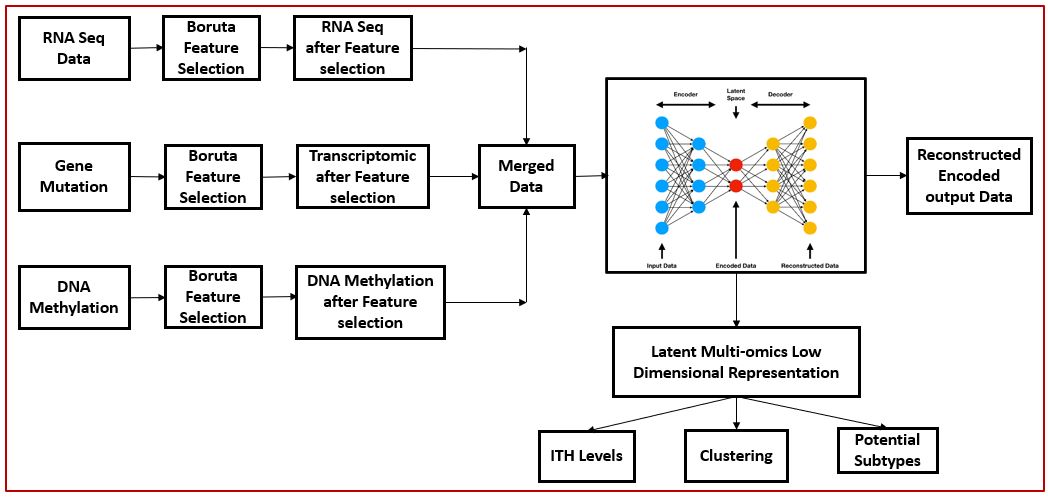 RNA Seq
Data
Boruta
Feature
Selection
RNA Seq
after Feature
selection
Gene
Mutation
Boruta
Feature
Selection
Transcriptomic
after Feature
selection
DNA
Methylation
Boruta
Feature
Selection
DNA Methylation
after Feature
selection
Merged
Data
Encoder
Latent
Space
Decoder
Input Data
Encoded Data
Reconstructed Data
Reconstructed
Encoded
output Data
Latent Multi-omics Low
Dimensional Representation
ITH Levels
Clustering
Potential
Subtypes